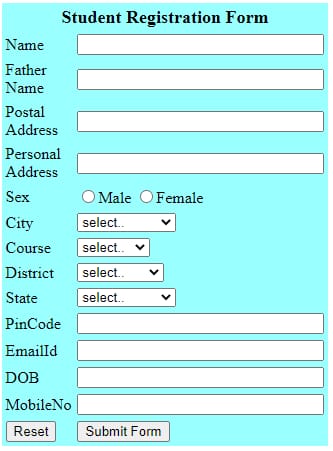 Student Registration Form
Name
Father
Name
Postal
Address
Personal
Address
Sex Male Female
City select..
Course select..
District select..
State select..
PinCode
EmailId
DOB
MobileNo
Reset Submit Form